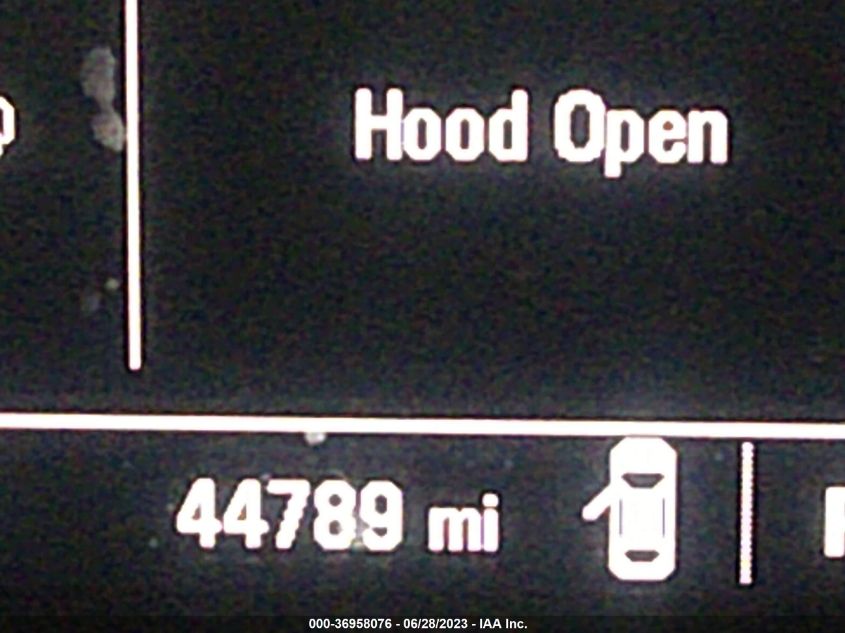 Hood Open
44789 mi
000-36958076 - 06/28/2023 - IAA Inc.